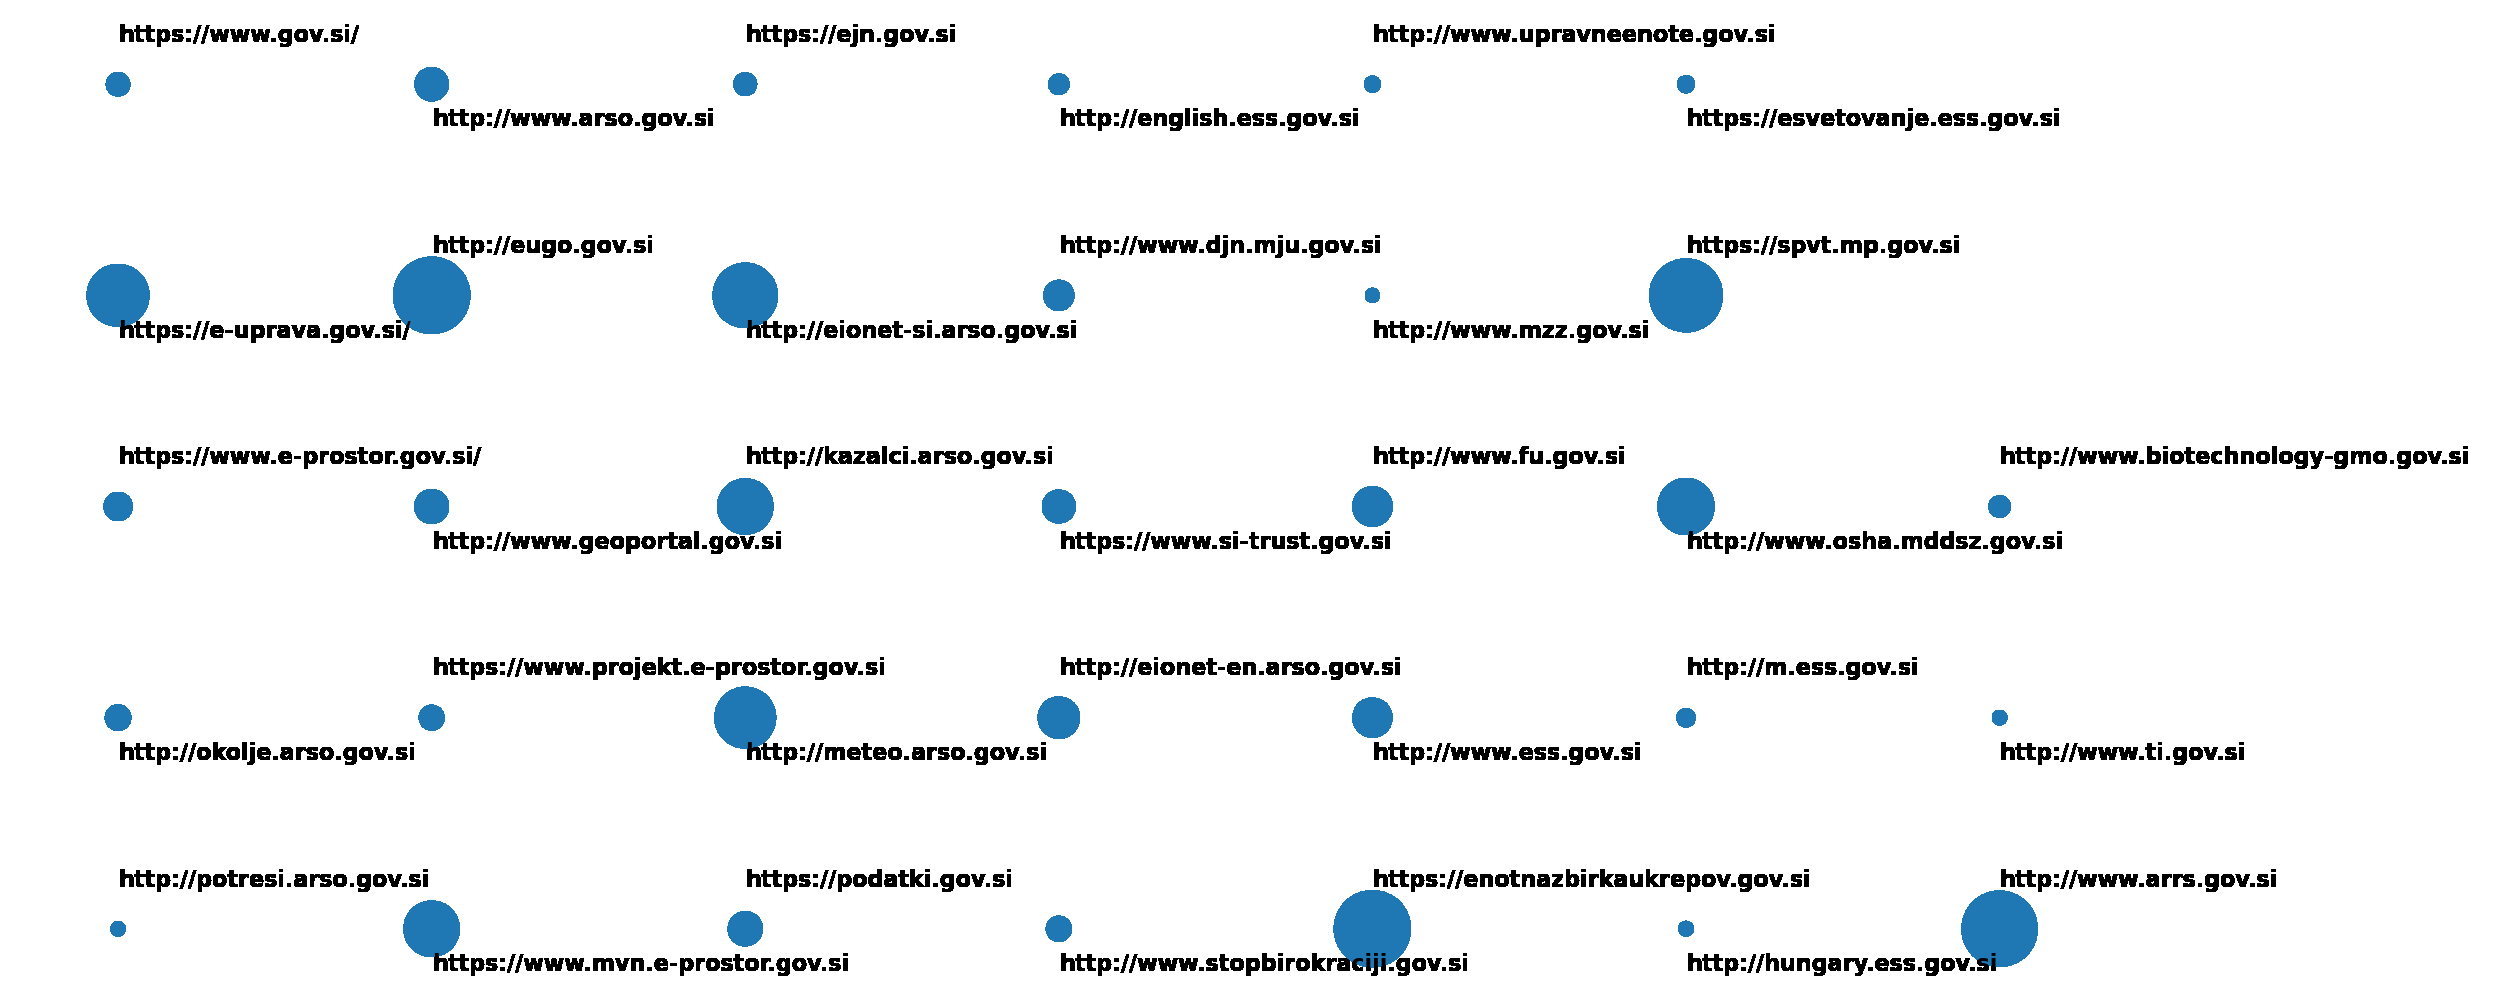 https://www.gov.si/
https://ejn.gov.si
http://www.upravneenote.gov.si
http://www.arso.gov.si
http://english.ess.gov.si
https://esvetovanje.ess.gov.si
http://eugo.gov.si
http://www.djn.mju.gov.si
https://spvt.mp.gov.si
https://e-uprava.gov.si/
http://eionet-si.arso.gov.si
http://www.mzz.gov.si
https://www.e-prostor.gov.si/
http://kazalci.arso.gov.si
http://www.fu.gov.si
http://www.biotechnology-gmo.gov.si
http://www.geoportal.gov.si
https://www.si-trust.gov.si
http://www.osha.mddsz.gov.si
https://www.projekt.e-prostor.gov.si
http://eionet-en.arso.gov.si
http://m.ess.gov.si
http://okolje.arso.gov.si
http://meteo.arso.gov.si
http://www.ess.gov.si
http://www.ti.gov.si
http://potresi.arso.gov.si
https://podatki.gov.si
https://enotnazbirkaukrepov.gov.si
http://www.arrs.gov.si
https://www.mvn.e-prostor.gov.si
http://www.stopbirokraciji.gov.si
http://hungary.ess.gov.si